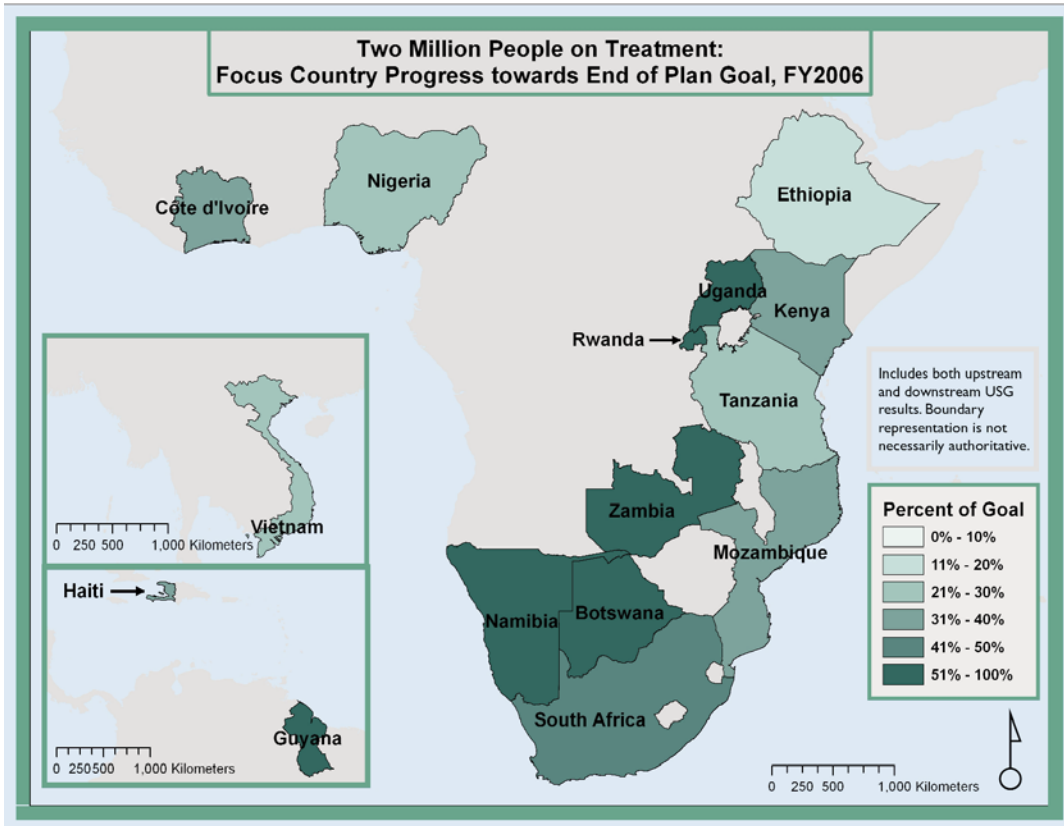 Two Million People on Treatment:
Focus Country Progress towards End of Plan Goal, FY2006
Côte d'Ivoire
Nigeria
Ethiopia
Uganda
Kenya
Rwanda
Tanzania
Zambia
Mozambique
Namibia
Botswana
South Africa
Vietnam
0 250 500 1,000 Kilometers
Haiti
Guyana
0 250 500 1,000 Kilometers
Includes both upstream
and downstream USG
results. Boundary
representation is not
necessarily authoritative.
Percent of Goal
0% - 10%
11% - 20%
21% - 30%
31% - 40%
41% - 50%
51% - 100%
0 250 500 1,000 Kilometers